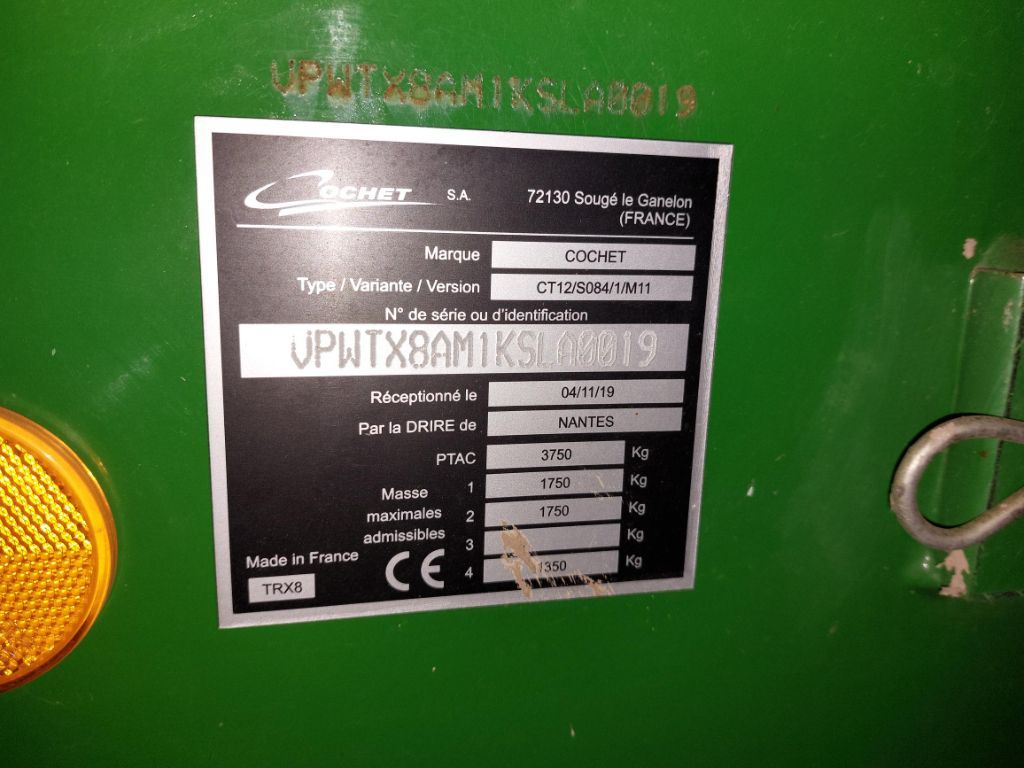 VPWTX8AM1KSLA0019
COCHET S.A. 72130 Sougé le Ganelon
(FRANCE)
Marque COCHET
Type / Variante / Version CT12/S084/1/M11
N° de série ou d'identification
VPWTX8AM1KSLA0019
Réceptionné le 04/11/19
Par la DRIRE de NANTES
PTAC 3750 Kg
Masse maximales admissibles
1 1750 Kg
2 1750 Kg
3 Kg
4 1350 Kg
Made in France CE
TRX8